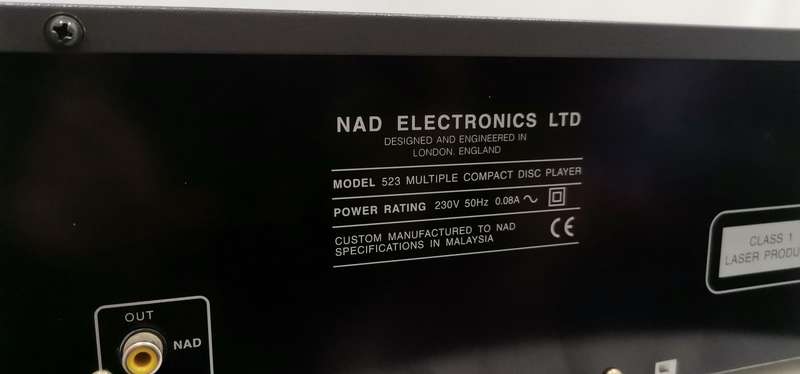 NAD ELECTRONICS LTD
DESIGNED AND ENGINEERED IN
LONDON, ENGLAND
MODEL 523 MULTIPLE COMPACT DISC PLAYER
POWER RATING 230V 50Hz 0.08A
CUSTOM MANUFACTURED TO NAD
SPECIFICATIONS IN MALAYSIA
CE
CLASS 1
LASER
OUT
NAD